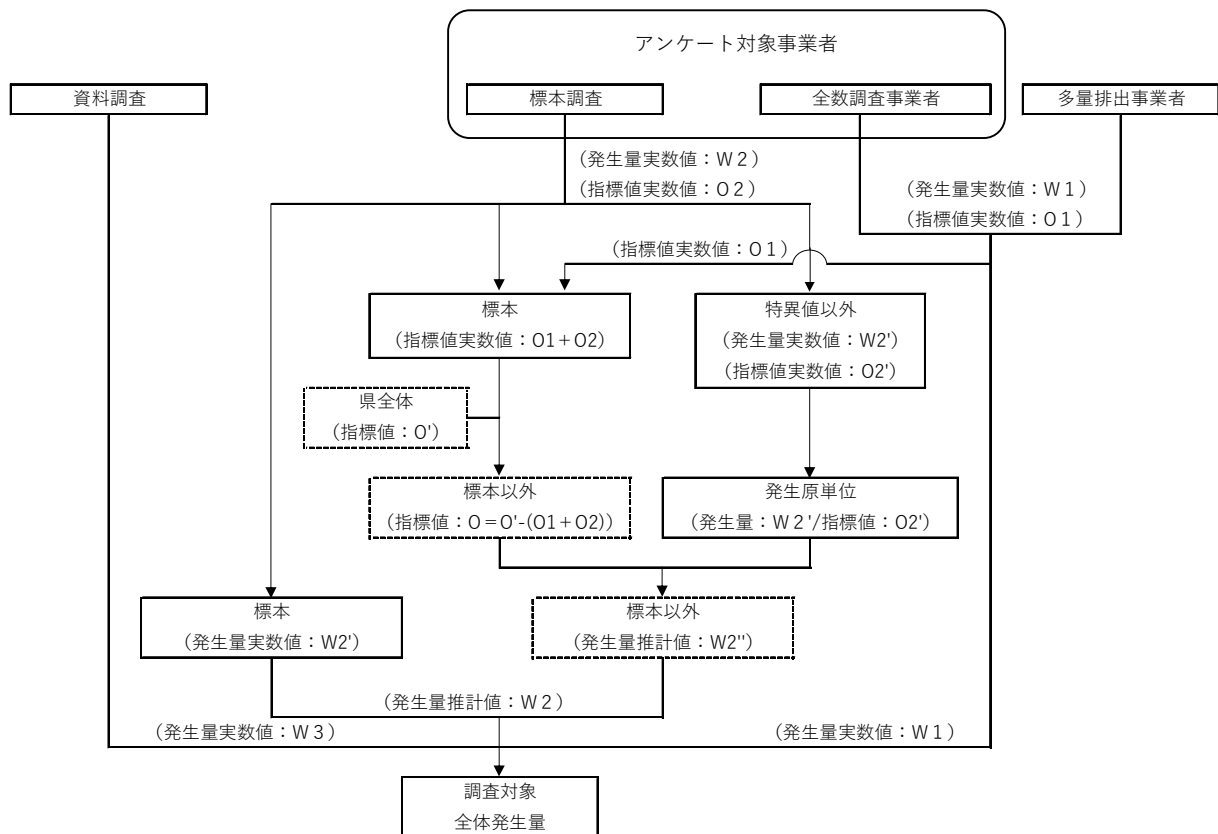 アンケート対象事業者
資料調査
標本調査
全数調査事業者
多量排出事業者
（発生量実数値：W２）
（指標値実数値：O２）
（発生量実数値：W１）
（指標値実数値：O１）
（指標値実数値：O１）
標本
（指標値実数値：O1＋O2）
特異値以外
（発生量実数値：W2'）
（指標値実数値：O2'）
県全体
（指標値：O'）
標本以外
（指標値：O＝O'-(O1＋O2)）
発生原単位
（発生量：W２'/指標値：O2'）
標本
（発生量実数値：W2'）
標本以外
（発生量推計値：W2''）
（発生量推計値：W２）
（発生量実数値：W３）
（発生量実数値：W１）
調査対象
全体発生量